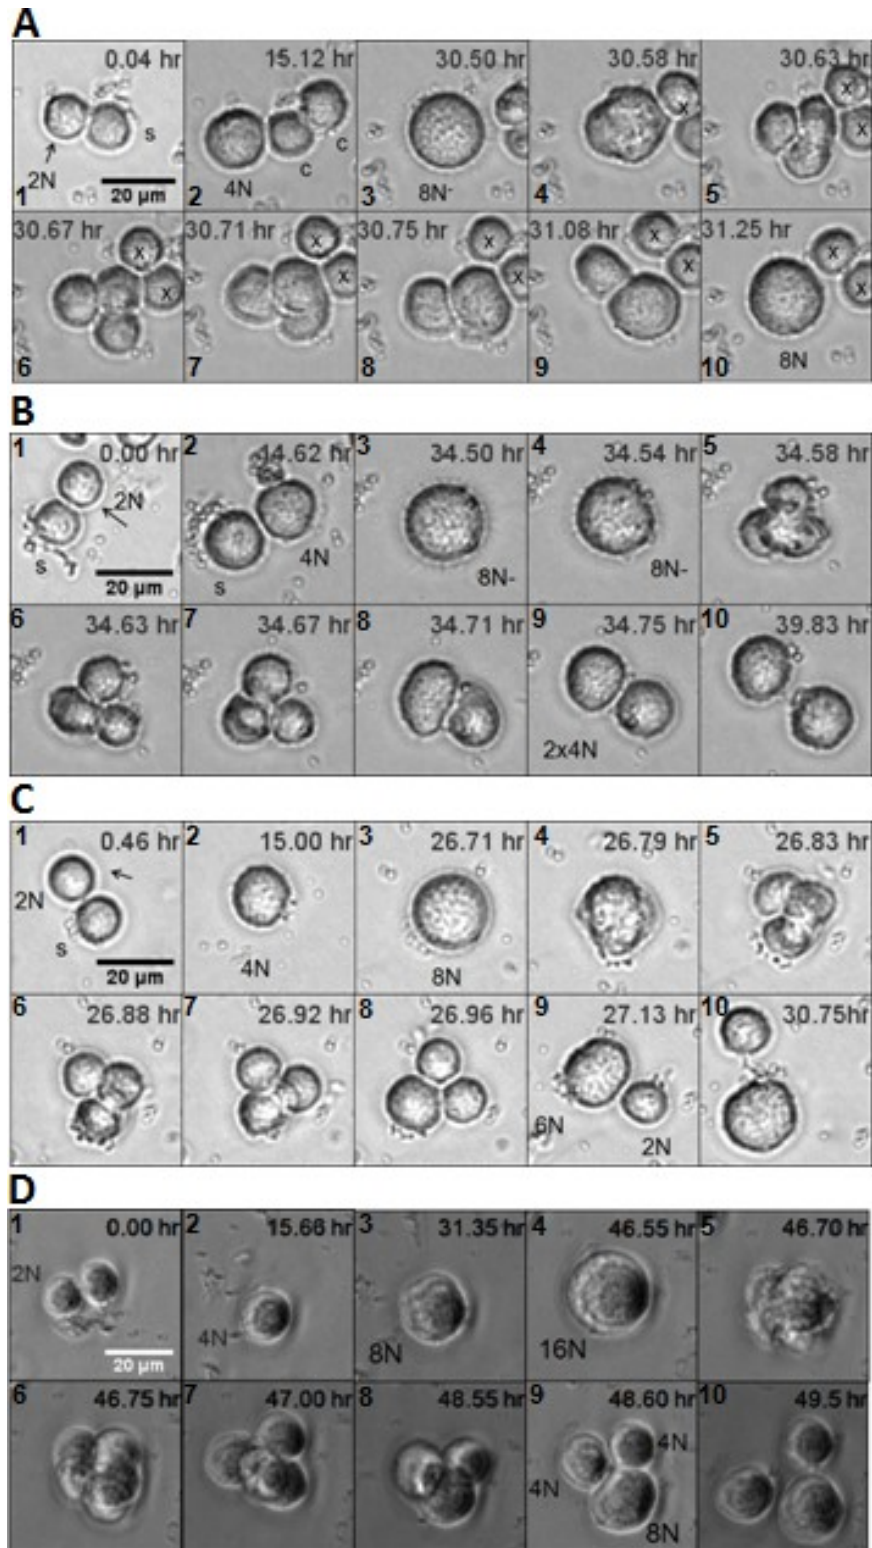 A
0.04 hr 15.12 hr 30.50 hr 30.58 hr 30.63 hr
s x x
2N 4N c c 8N- x x
1 20 µm 2 3 4 5
30.67 hr 30.71 hr 30.75 hr 31.08 hr 31.25 hr
x x x x x
x x x x x
6 7 8 9 10 8N
B
1 0.00 hr 2 14.62 hr 3 34.50 hr 4 34.54 hr 5 34.58 hr
2N
s 20 µm s 4N 8N- 8N-
6 34.63 hr 7 34.67 hr 8 34.71 hr 9 34.75 hr 10 39.83 hr
2x4N
C
1 0.46 hr 2 15.00 hr 3 26.71 hr 4 26.79 hr 5 26.83 hr
2N
s 20 µm 4N 8N
6 26.88 hr 7 26.92 hr 8 26.96 hr 9 27.13 hr 10 30.75hr
6N 2N
D
1 0.00 hr 2 15.66 hr 3 31.35 hr 4 46.55 hr 5 46.70 hr
2N
20 µm 4N 8N 16N
6 46.75 hr 7 47.00 hr 8 48.55 hr 9 48.60 hr 10 49.5 hr
4N
4N
8N